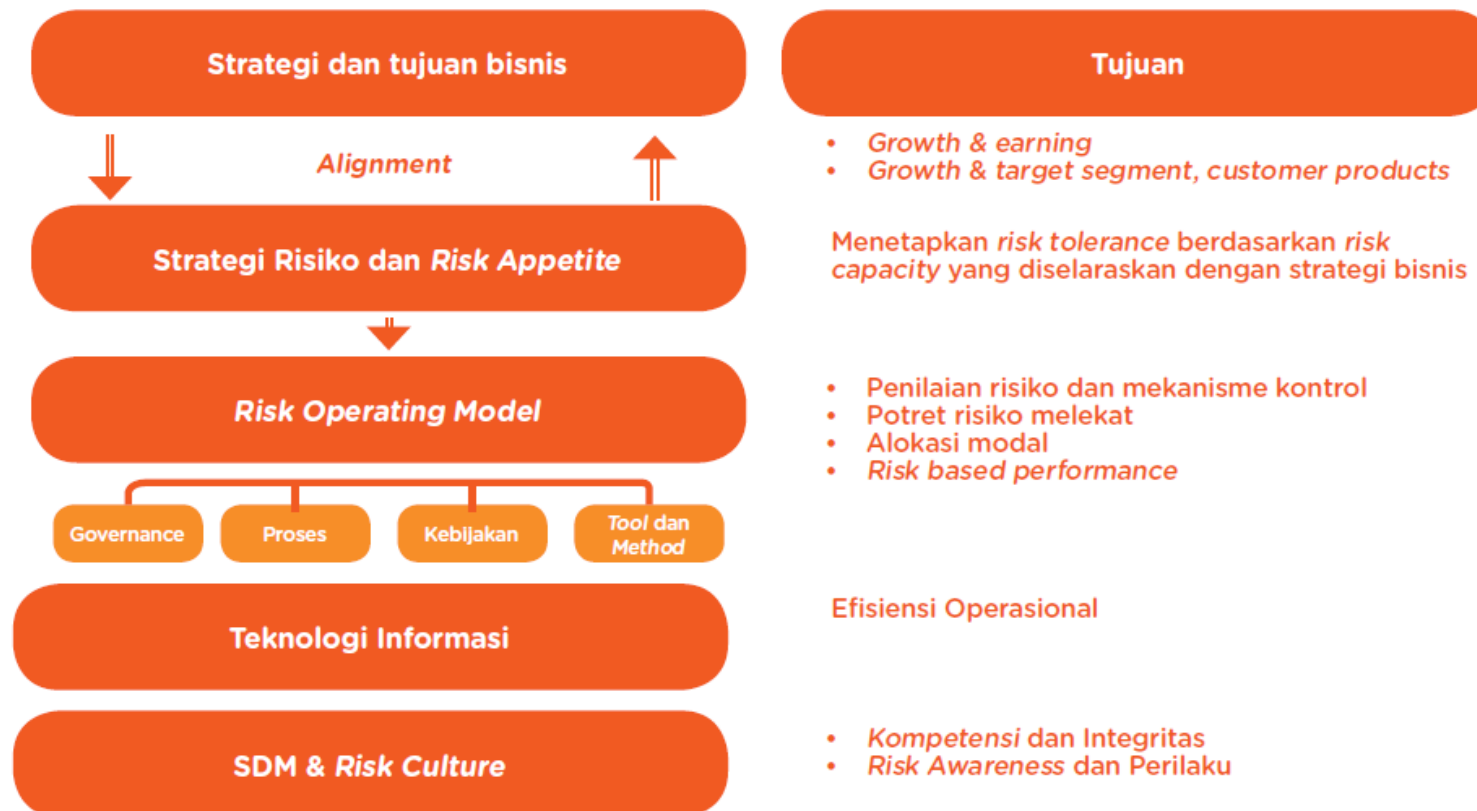 Strategi dan tujuan bisnis
Tujuan
Alignment
• Growth & earning
• Growth & target segment, customer products
Strategi Risiko dan Risk Appetite
Menetapkan risk tolerance berdasarkan risk
capacity yang diselaraskan dengan strategi bisnis
Risk Operating Model
• Penilaian risiko dan mekanisme kontrol
• Potret risiko melekat
• Alokasi modal
• Risk based performance
Governance
Proses
Kebijakan
Tool dan
Method
Teknologi Informasi
Efisiensi Operasional
SDM & Risk Culture
• Kompetensi dan Integritas
• Risk Awareness dan Perilaku